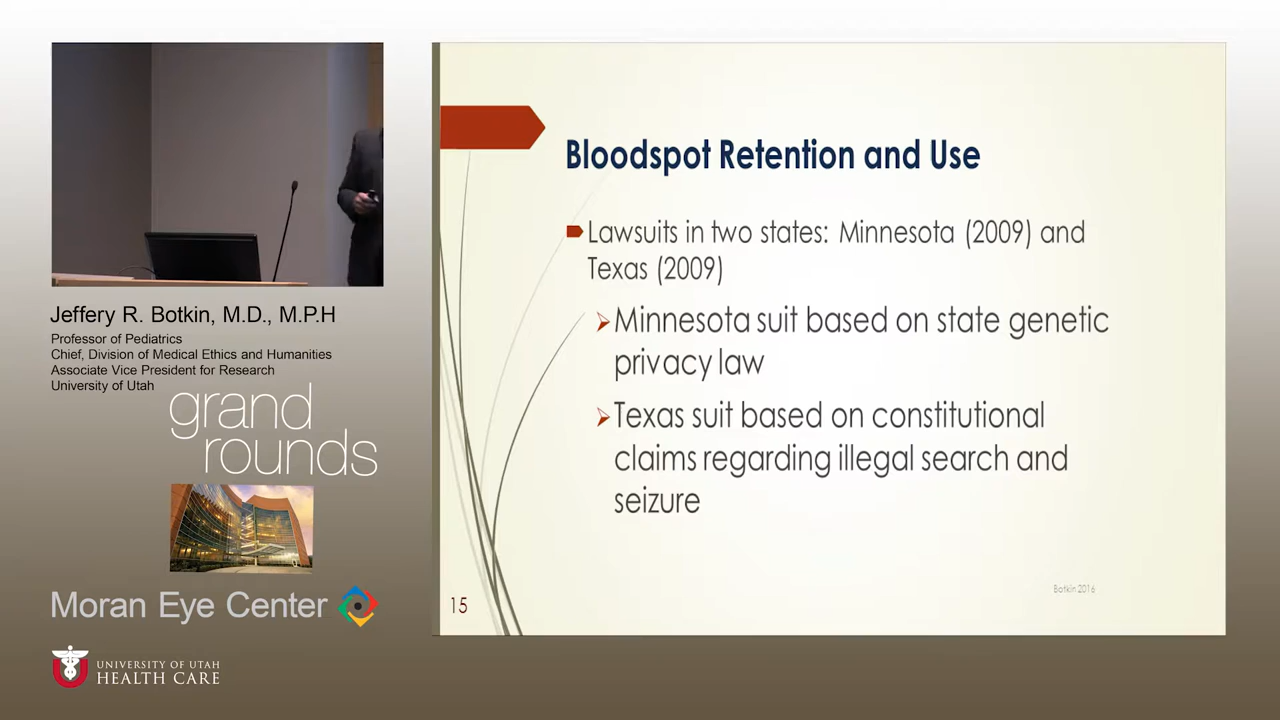 Jeffery R. Botkin, M.D., M.P.H
Professor of Pediatrics
Chief, Division of Medical Ethics and Humanities
Associate Vice President for Research
University of Utah
grand
rounds
Moran Eye Center
UNIVERSITY OF UTAH
HEALTH CARE
Bloodspot Retention and Use
Lawsuits in two states: Minnesota (2009) and
Texas (2009)
Minnesota suit based on state genetic
privacy law
Texas suit based on constitutional
claims regarding illegal search and
seizure
Botkin 2016
15